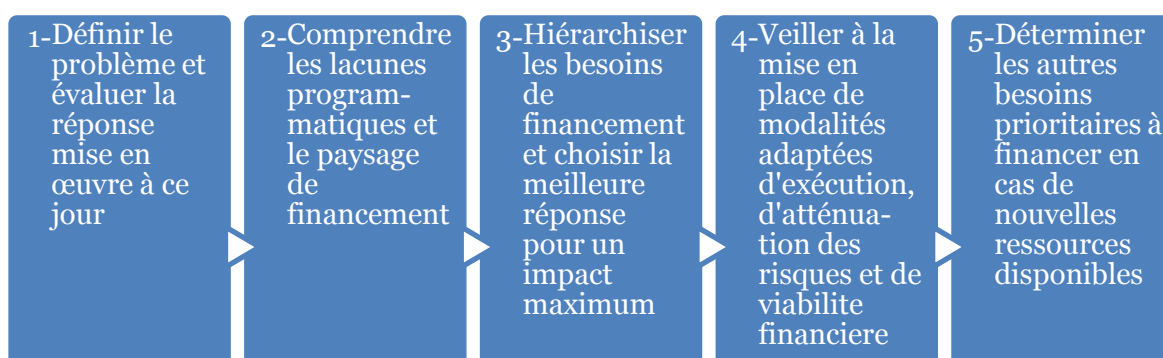 1-Définir le
problème et
évaluer la
réponse
mise en
œuvre à ce
jour
2-Comprendre
les lacunes
program-
matiques et
le paysage
de
financement
3-Hiérarchiser
les besoins
de
financement
et choisir la
meilleure
réponse
pour un
impact
maximum
4-Veiller à la
mise en
place de
modalités
adaptées
d'exécution,
d'atténua-
tion des
risques et de
viabilite
financiere
5-Déterminer
les autres
besoins
prioritaires à
financer en
cas de
nouvelles
ressources
disponibles